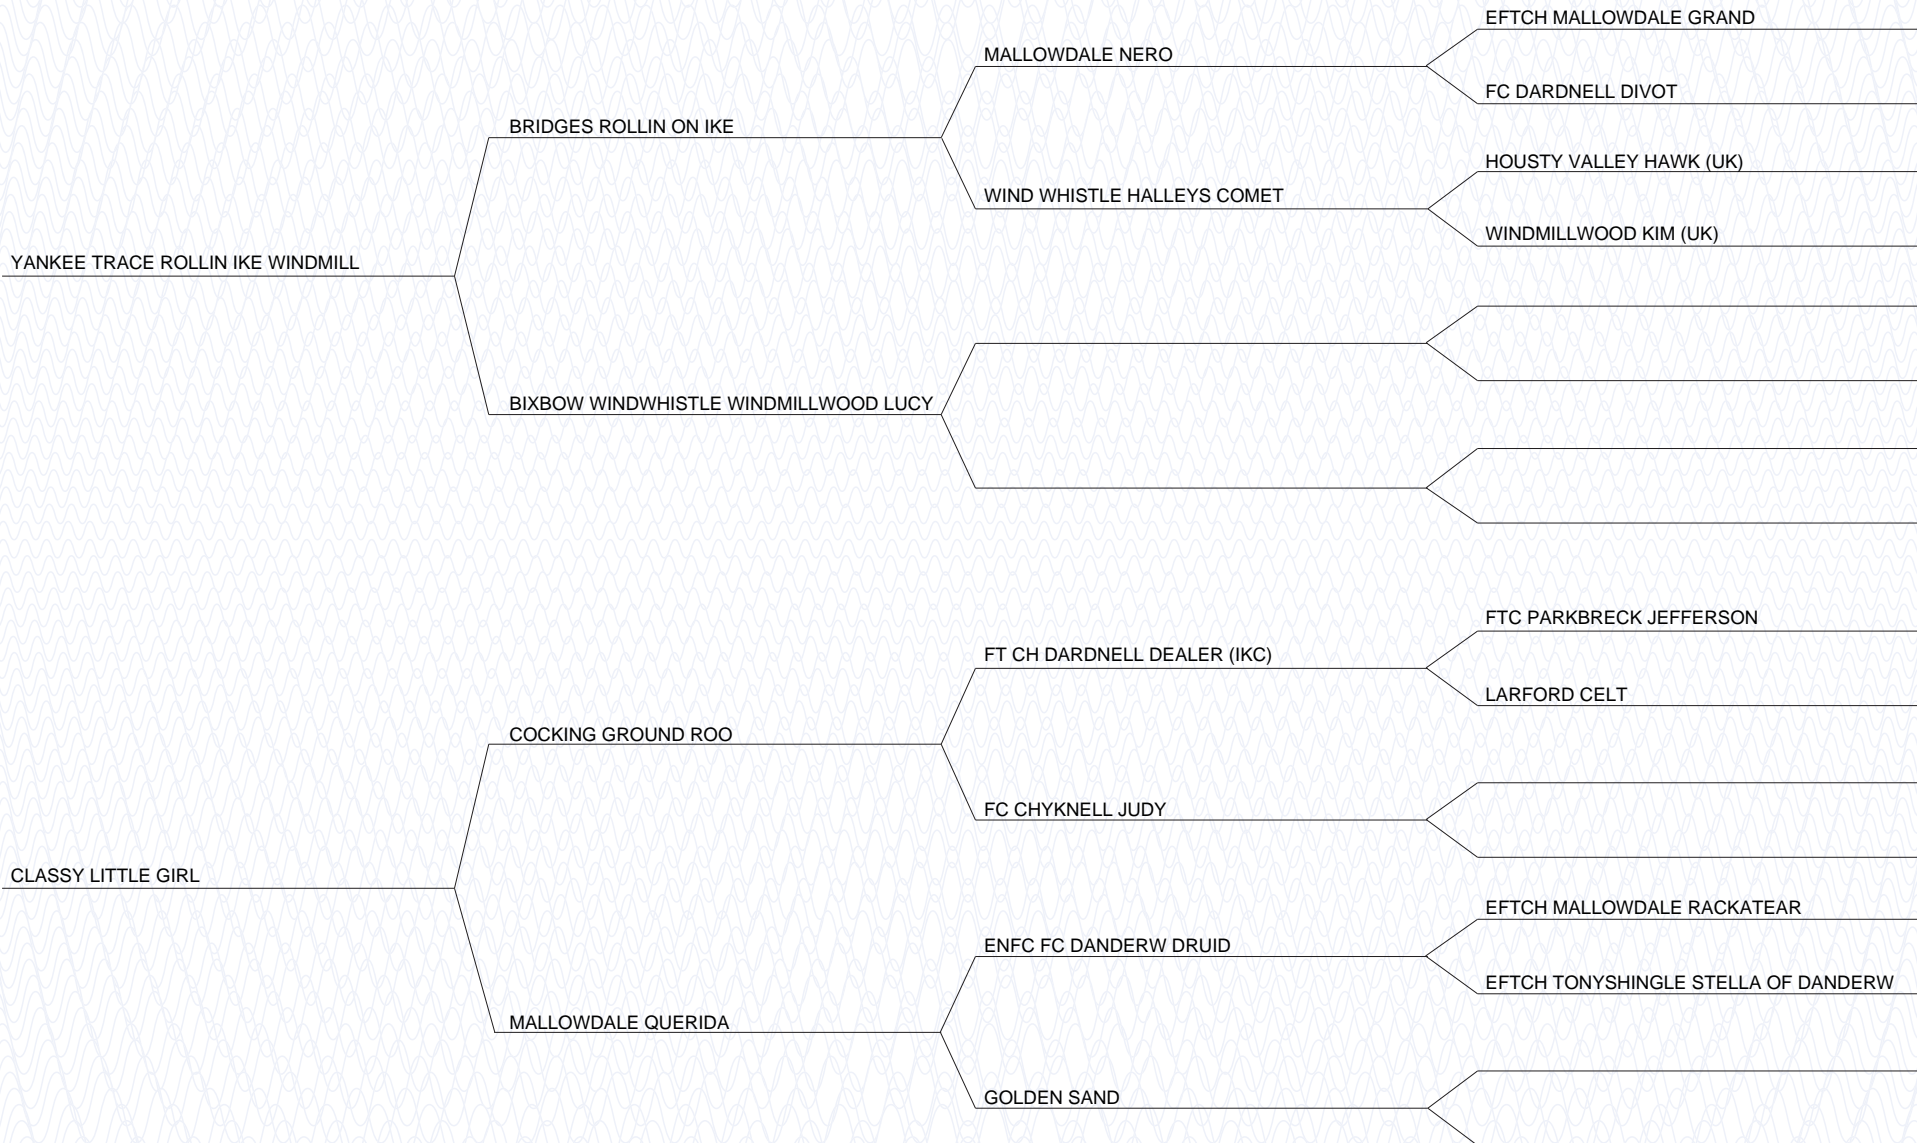 EFTCH MALLOWDALE GRAND
MALLOWDALE NERO
FC DARDNELL DIVOT
BRIDGES ROLLIN ON IKE
HOUSTY VALLEY HAWK (UK)
WIND WHISTLE HALLEYS COMET
WINDMILLWOOD KIM (UK)
YANKEE TRACE ROLLIN IKE WINDMILL
BIXBOW WINDWHISTLE WINDMILLWOOD LUCY
FTC PARKBRECK JEFFERSON
FT CH DARDNELL DEALER (IKC)
LARFORD CELT
COCKING GROUND ROO
FC CHYKNELL JUDY
CLASSY LITTLE GIRL
EFTCH MALLOWDALE RACKATEAR
ENFC FC DANDERW DRUID
EFTCH TONYSHINGLE STELLA OF DANDERW
MALLOWDALE QUERIDA
GOLDEN SAND